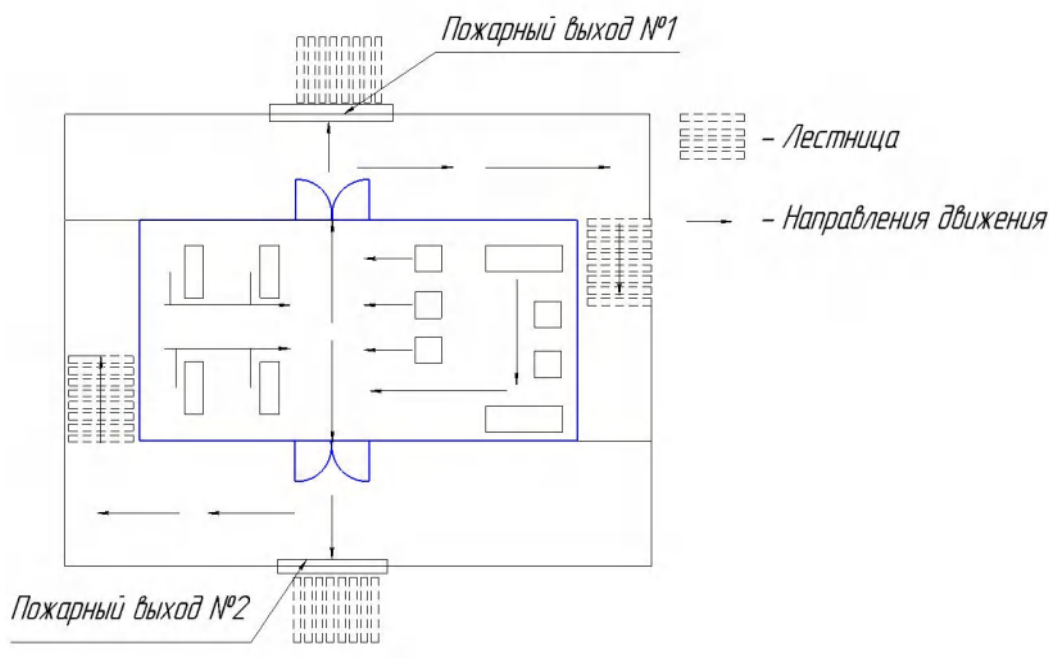 Пожарный выход №1
– Лестница
– Направления движения
Пожарный выход №2